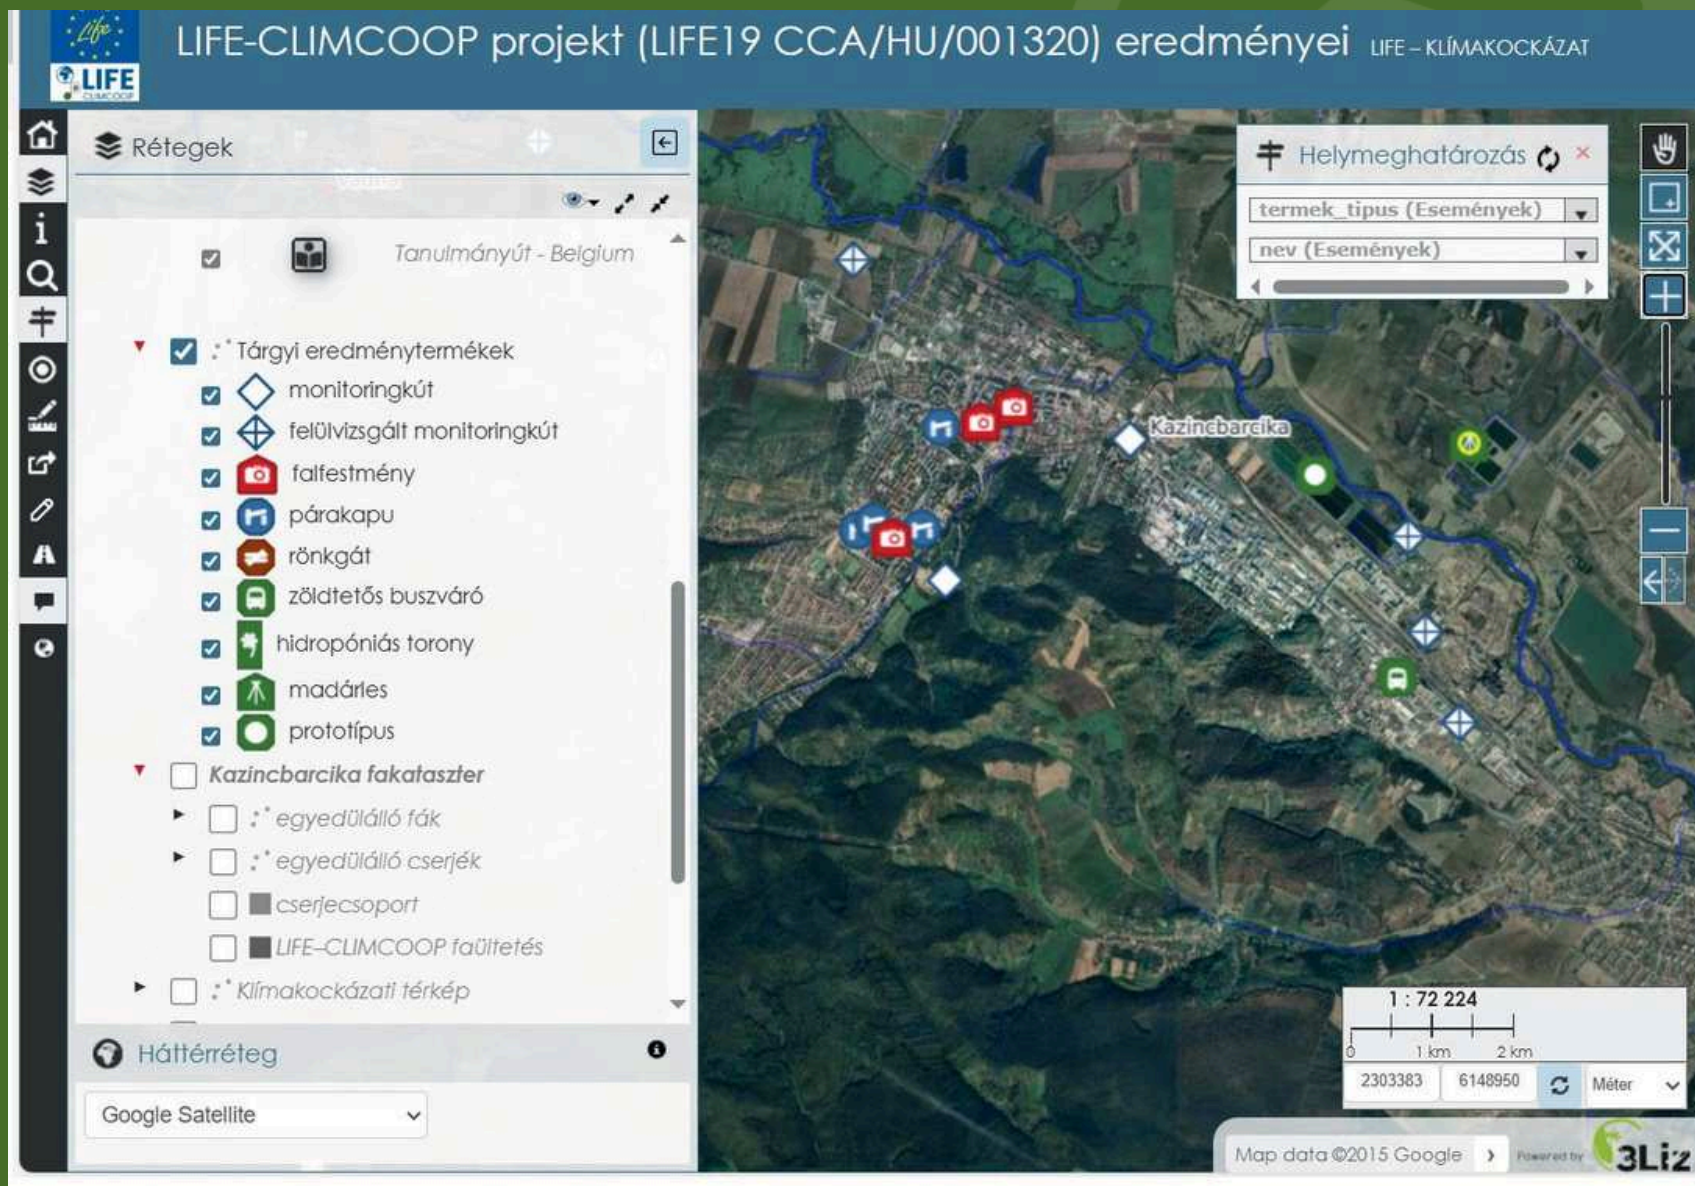 Life
LIFE
CLIMCOOP
LIFE-CLIMCOOP projekt (LIFE19 CCA/HU/001320) eredményei LIFE – KLÍMAKOCKÁZAT
Rétegek
Tanulmányút - Belgium
Tárgyi eredménytermékek
monitoringkút
felülvizsgált monitoringkút
falfestmény
párakapu
rönkgát
zöldtetős buszváró
hidropóniás torony
madárles
prototípus
Kazincbarcika fakataszter
egyedülálló fák
egyedülálló cserjék
cserjecsoport
LIFE–CLIMCOOP faültetés
Klímakockázati térkép
Háttérréteg
Google Satellite
Helymeghatározás
termek_tipus (Események)
nev (Események)
Kazincbarcika
1 : 72 224
0 1 km 2 km
2303383 6148950 Méter
Map data ©2015 Google Powered by 3Liz